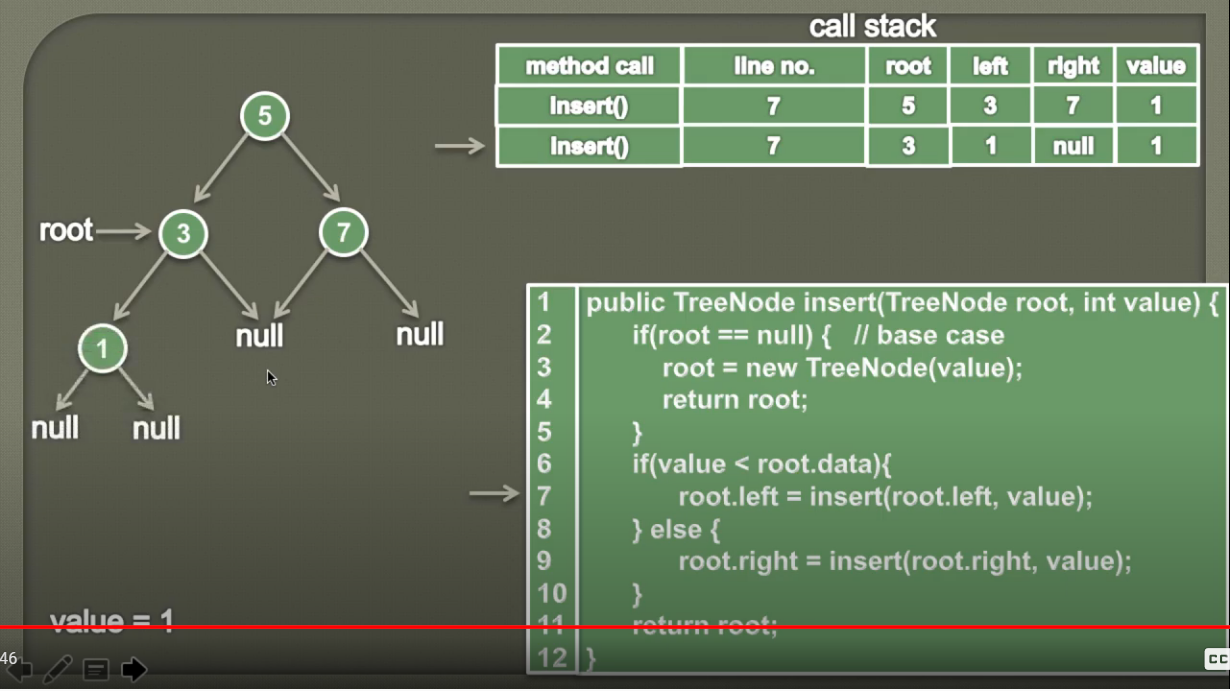 call stack
method call line no. root left right value
insert() 7 5 3 7 1
insert() 7 3 1 null 1
5
root 3 7
1 null null
null null
value = 1
1 public TreeNode insert(TreeNode root, int value) {
2 if(root == null) { // base case
3 root = new TreeNode(value);
4 return root;
5 }
6 if(value < root.data){
7 root.left = insert(root.left, value);
8 } else {
9 root.right = insert(root.right, value);
10 }
11 return root;
12 }
46
CC